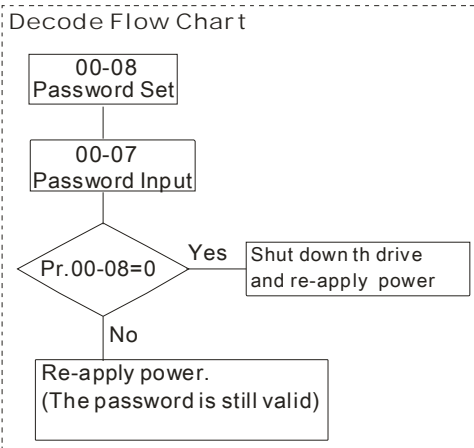 Decode Flow Chart
00-08
Password Set
00-07
Password Input
Pr.00-08=0
Yes
Shut down th drive
and re-apply power
No
Re-apply power.
(The password is still valid)